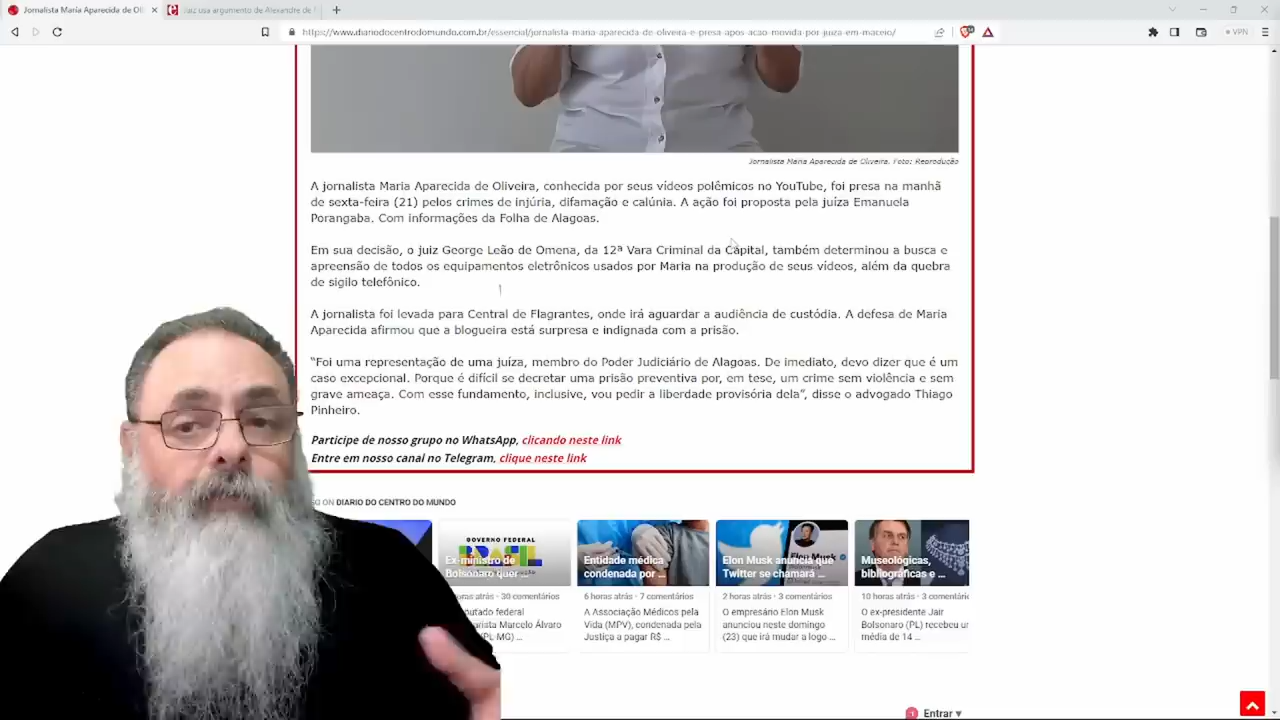 Jornalista Maria Aparecida de Oli
Juiz usa argumento de Alexandre de
https://www.diariodocentrodomundo.com.br/essencial/jornalista-maria-aparecida-de-oliveira-e-presa-apos-acao-movida-por-juiza-em-maceio/
VPN
Jornalista Maria Aparecida de Oliveira. Foto: Reprodução
A jornalista Maria Aparecida de Oliveira, conhecida por seus vídeos polêmicos no YouTube, foi presa na manhã
de sexta-feira (21) pelos crimes de injúria, difamação e calúnia. A ação foi proposta pela juíza Emanuela
Porangaba. Com informações da Folha de Alagoas.
Em sua decisão, o juiz George Leão de Omena, da 12ª Vara Criminal da Capital, também determinou a busca e
apreensão de todos os equipamentos eletrônicos usados por Maria na produção de seus vídeos, além da quebra
de sigilo telefônico.
A jornalista foi levada para Central de Flagrantes, onde irá aguardar a audiência de custódia. A defesa de Maria
Aparecida afirmou que a blogueira está surpresa e indignada com a prisão.
“Foi uma representação de uma juíza, membro do Poder Judiciário de Alagoas. De imediato, devo dizer que é um
caso excepcional. Porque é difícil se decretar uma prisão preventiva por, em tese, um crime sem violência e sem
grave ameaça. Com esse fundamento, inclusive, vou pedir a liberdade provisória dela”, disse o advogado Thiago
Pinheiro.
Participe de nosso grupo no WhatsApp, clicando neste link
Entre em nosso canal no Telegram, clique neste link
ON DIARIO DO CENTRO DO MUNDO
GOVERNO FEDERAL
BRASIL
Ex-ministro de
Bolsonaro quer ...
horas atrás · 30 comentários
putado federal
arista Marcelo Álvaro
(PL-MG) ...
Entidade médica
condenada por ...
6 horas atrás · 7 comentários
A Associação Médicos pela
Vida (MPV), condenada pela
Justiça a pagar R$ ...
Elon Musk
Elon Musk anuncia que
Twitter se chamará ...
2 horas atrás · 3 comentários
O empresário Elon Musk
anunciou neste domingo
(23) que irá mudar a logo ...
Museológicas,
bibliográficas e ...
10 horas atrás · 3 comentári
O ex-presidente Jair
Bolsonaro (PL) recebeu ur
média de 14 ...
Entrar